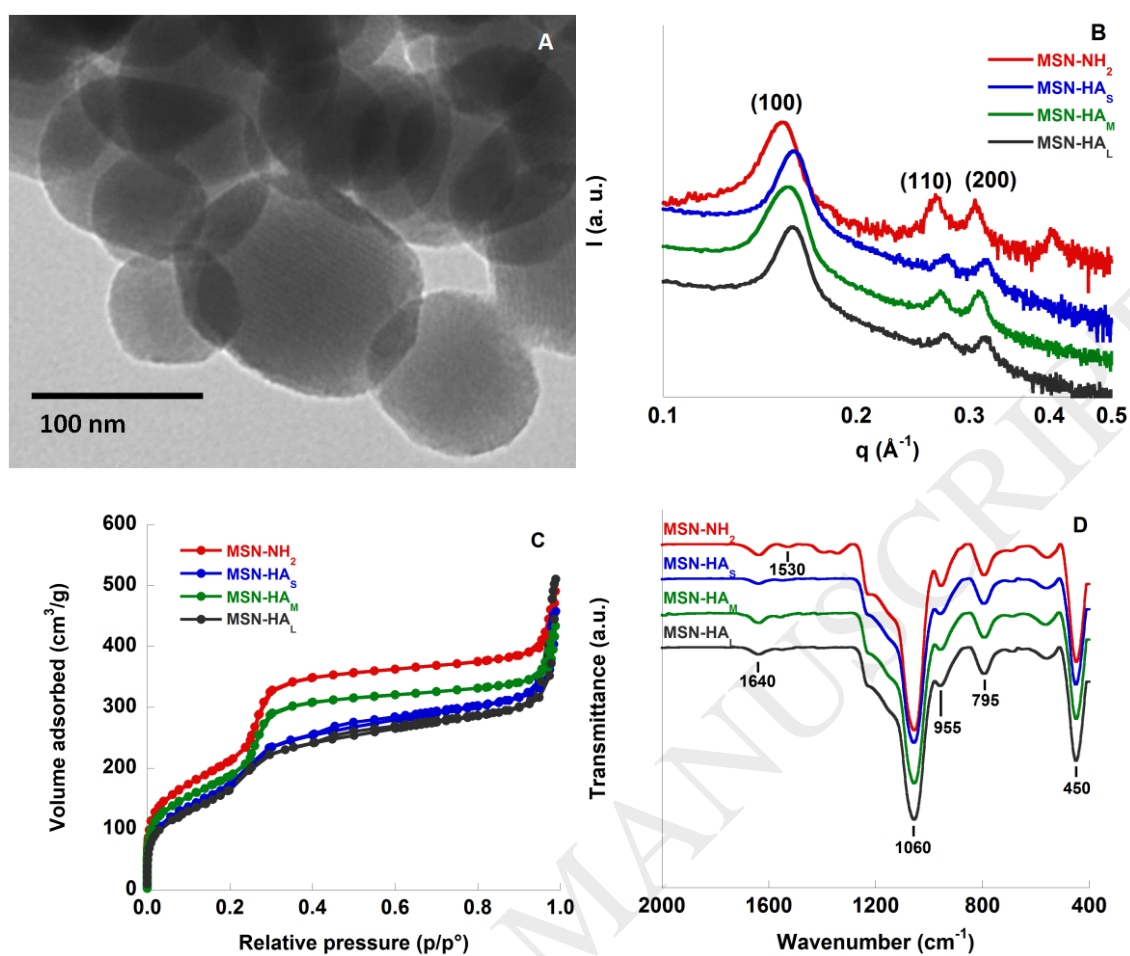 A
100 nm
B
MSN-NH₂
MSN-HAS
MSN-HAM
MSN-HAL
(100)
(110)
(200)
I (a. u.)
0.1 0.2 0.3 0.4 0.5
q (Å⁻¹)
C
MSN-NH₂
MSN-HAS
MSN-HAM
MSN-HAL
Volume adsorbed (cm³/g)
600
500
400
300
200
100
0
0.0 0.2 0.4 0.6 0.8 1.0
Relative pressure (p/p°)
D
MSN-NH₂
1530
MSN-HAS
MSN-HAM
MSN-HAL
1640
955
795
450
1060
Transmittance (a.u.)
2000 1600 1200 800 400
Wavenumber (cm⁻¹)
MANUSCRIP